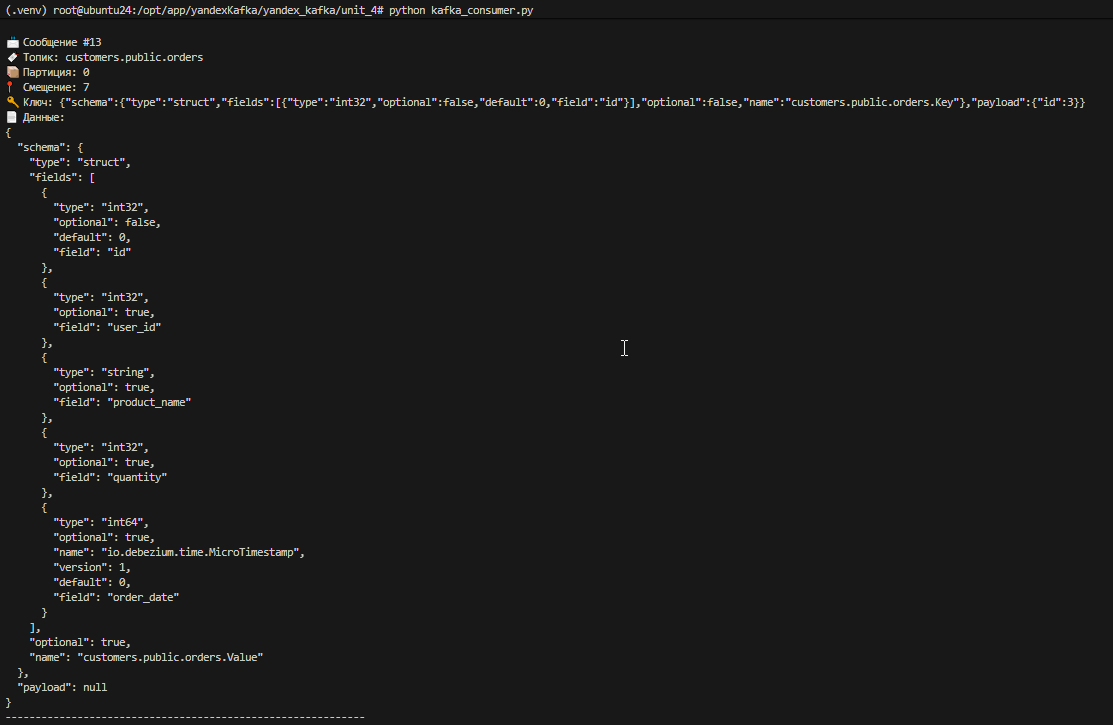 (.venv) root@ubuntu24:/opt/app/yandexKafka/yandex_kafka/unit_4# python kafka_consumer.py
📩 Сообщение #13
🏷 Топик: customers.public.orders
📦 Партиция: 0
📍 Смещение: 7
🔑 Ключ: {"schema":{"type":"struct","fields":[{"type":"int32","optional":false,"default":0,"field":"id"}],"optional":false,"name":"customers.public.orders.Key"},"payload":{"id":3}}
📄 Данные:
{
  "schema": {
    "type": "struct",
    "fields": [
      {
        "type": "int32",
        "optional": false,
        "default": 0,
        "field": "id"
      },
      {
        "type": "int32",
        "optional": true,
        "field": "user_id"
      },
      {
        "type": "string",
        "optional": true,
        "field": "product_name"
      },
      {
        "type": "int32",
        "optional": true,
        "field": "quantity"
      },
      {
        "type": "int64",
        "optional": true,
        "name": "io.debezium.time.MicroTimestamp",
        "version": 1,
        "default": 0,
        "field": "order_date"
      }
    ],
    "optional": true,
    "name": "customers.public.orders.Value"
  },
  "payload": null
}
------------------------------------------------------------